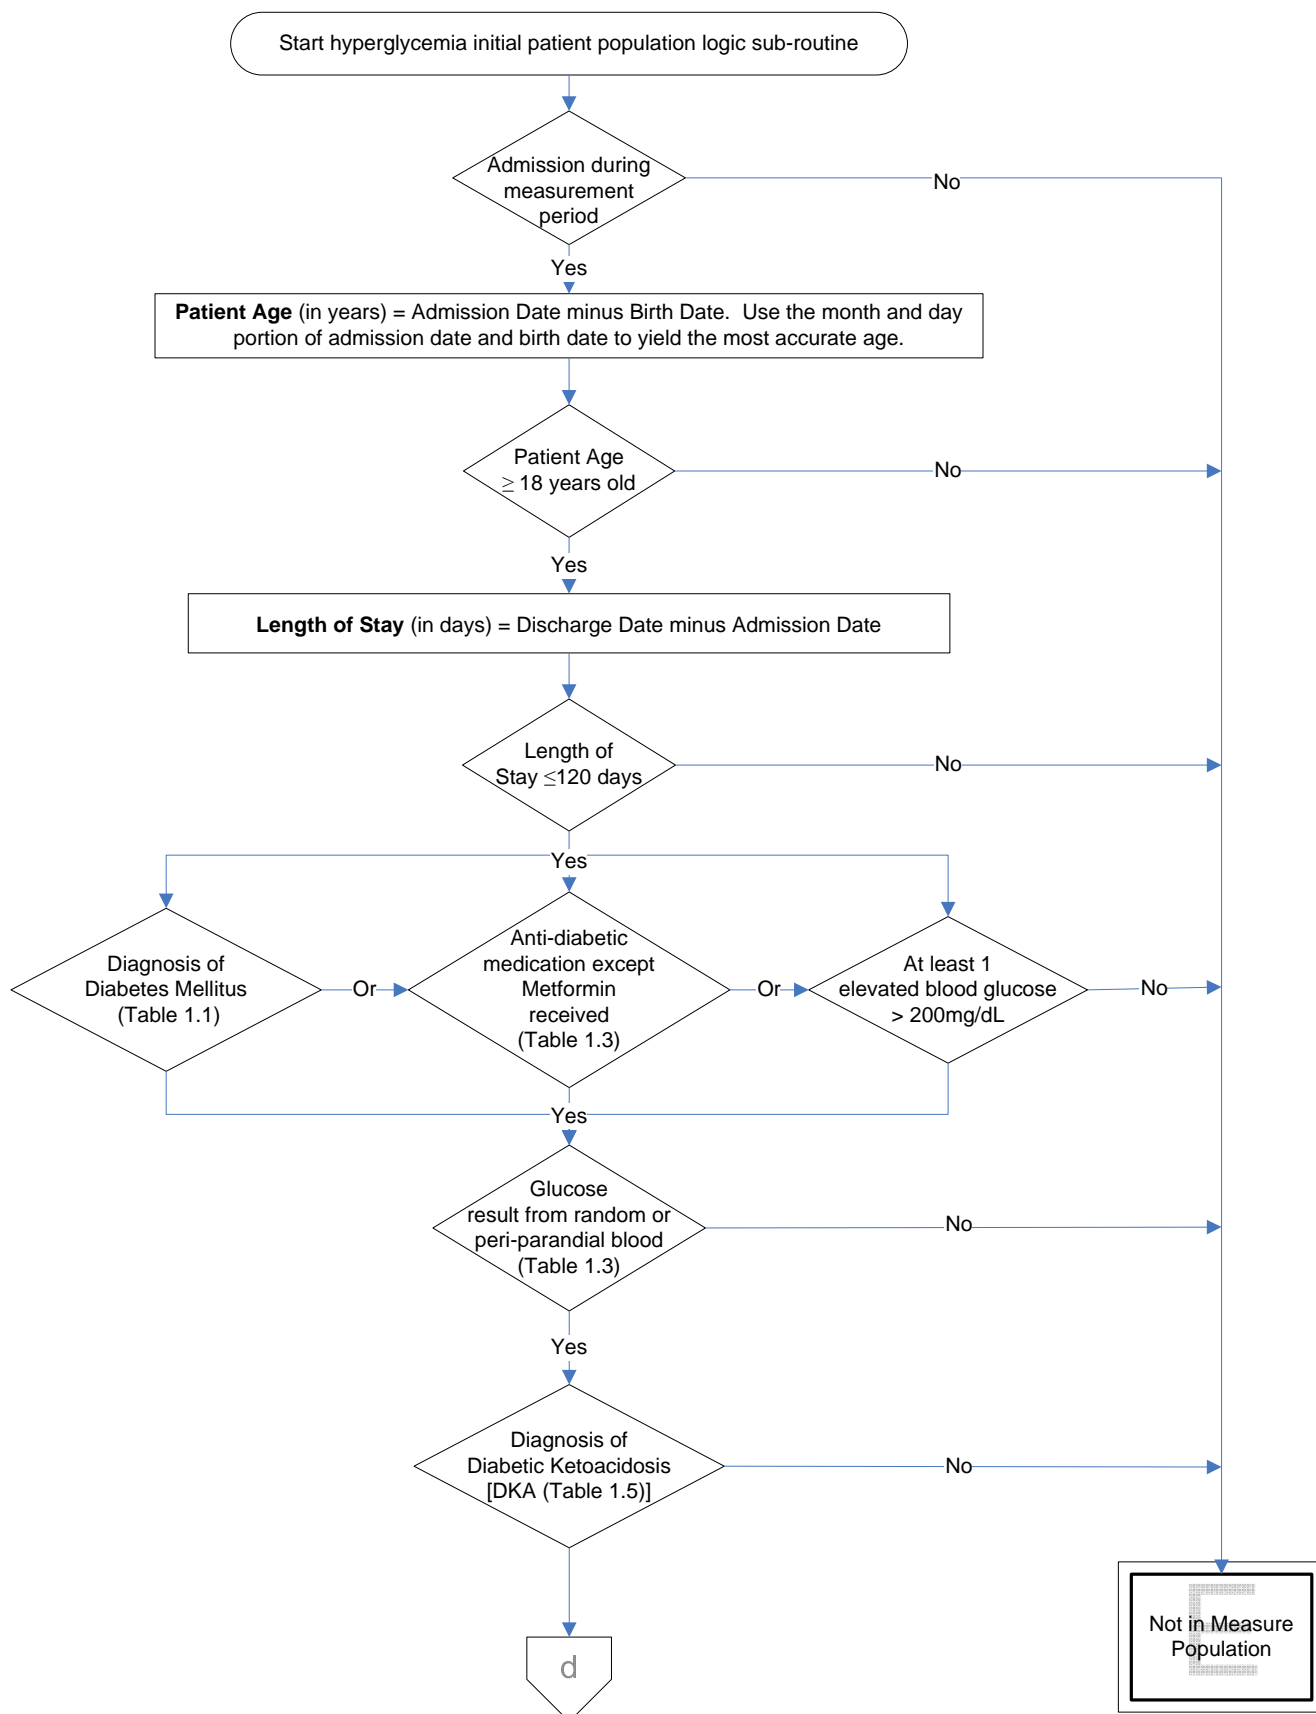 Start hyperglycemia initial patient population logic sub-routine
Admission during
measurement
period
No
Yes
Patient Age (in years) = Admission Date minus Birth Date.  Use the month and day
portion of admission date and birth date to yield the most accurate age.
Patient Age
≥ 18 years old
No
Yes
Length of Stay (in days) = Discharge Date minus Admission Date
Length of
Stay ≤120 days
No
Yes
Diagnosis of
Diabetes Mellitus
(Table 1.1)
Or
Anti-diabetic
medication except
Metformin
received
(Table 1.3)
Or
At least 1
elevated blood glucose
> 200mg/dL
No
Yes
Glucose
result from random or
peri-parandial blood
(Table 1.3)
No
Yes
Diagnosis of
Diabetic Ketoacidosis
[DKA (Table 1.5)]
No
d
E
Not in Measure
Population